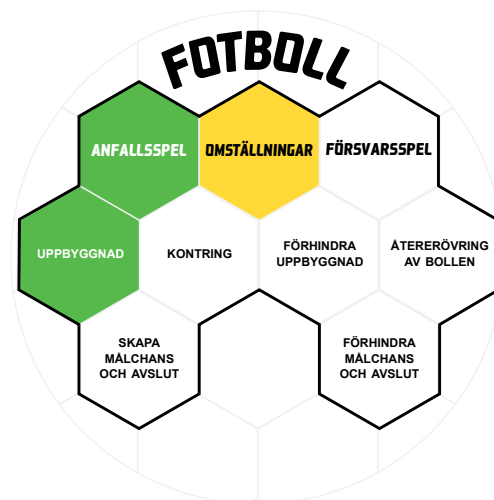 FOTBOLL
ANFALLSSPEL
OMSTÄLLNINGAR
FÖRSVARSSPEL
UPPBYGGNAD
KONTRING
FÖRHINDRA
UPPBYGGNAD
ÅTERERÖVRING
AV BOLLEN
SKAPA
MÅLCHANS
OCH AVSLUT
FÖRHINDRA
MÅLCHANS
OCH AVSLUT